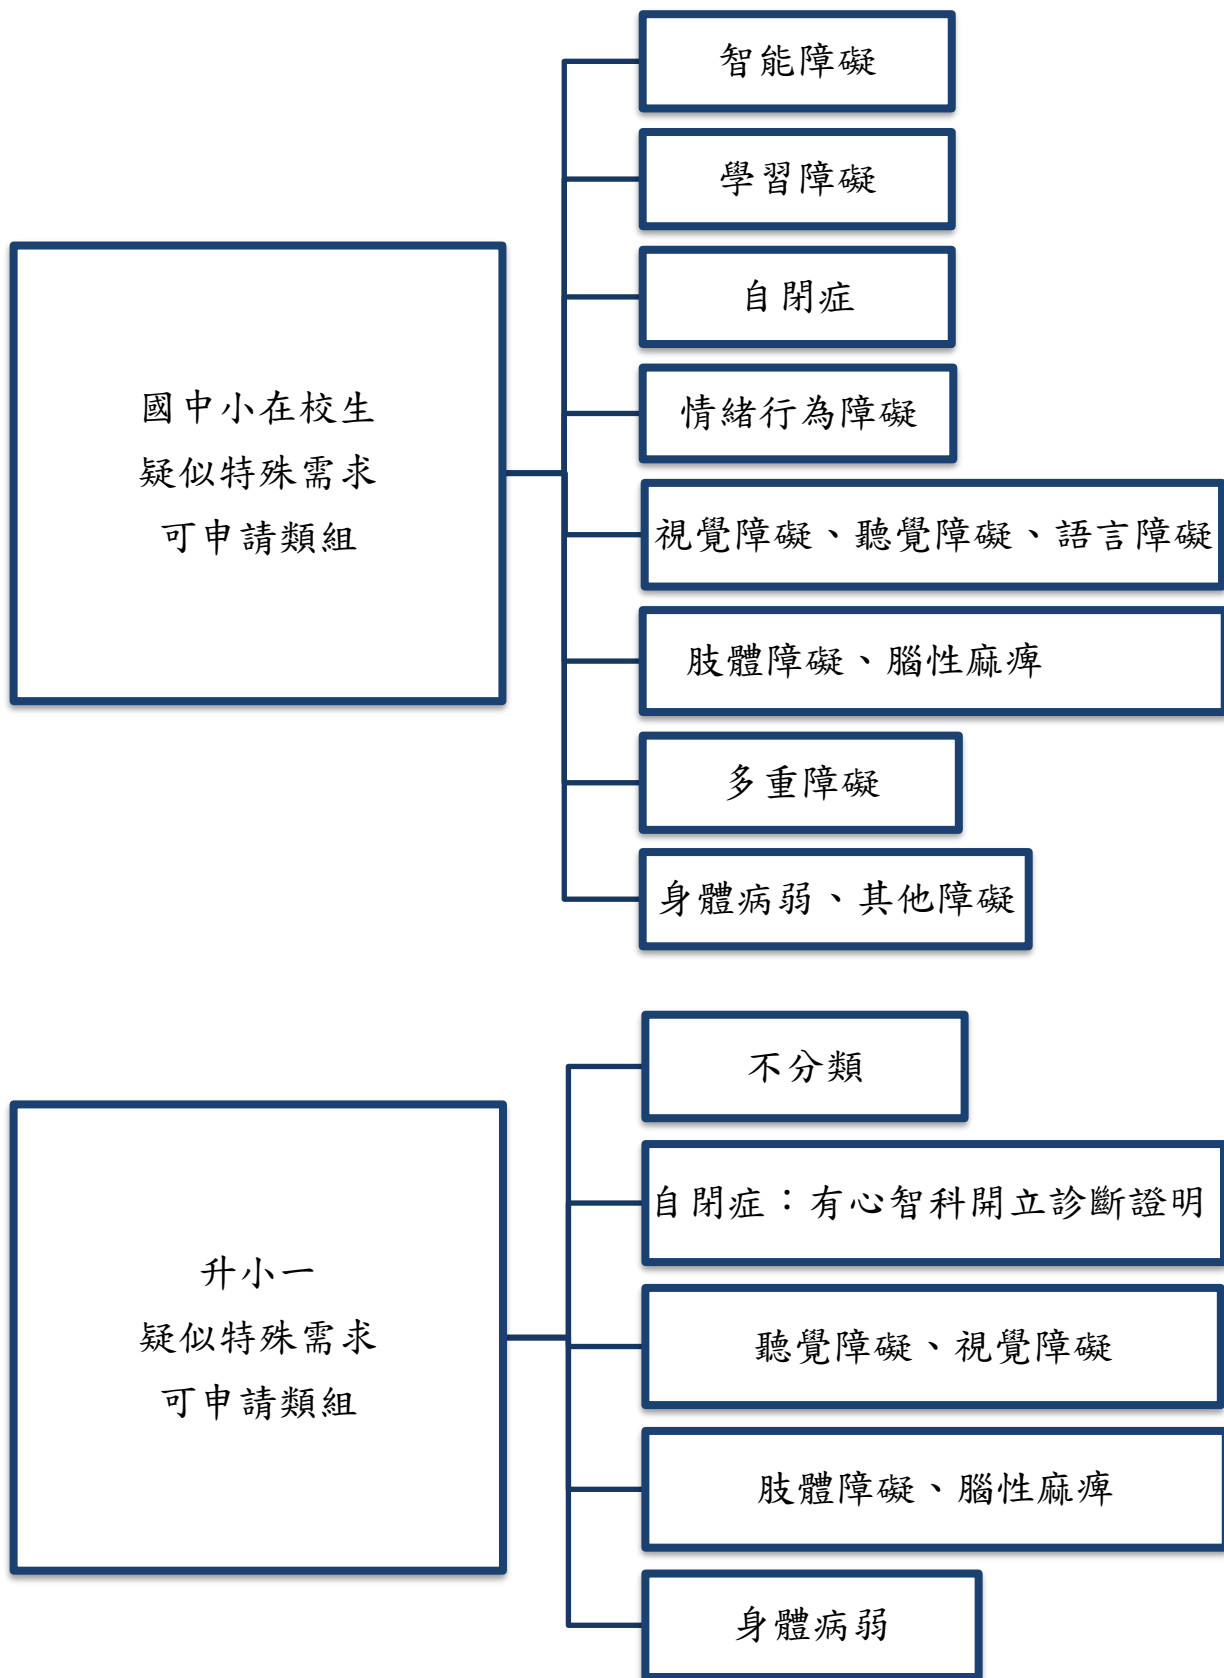 國中小在校生
疑似特殊需求
可申請類組
智能障礙
學習障礙
自閉症
情緒行為障礙
視覺障礙、聽覺障礙、語言障礙
肢體障礙、腦性麻痺
多重障礙
身體病弱、其他障礙
升小一
疑似特殊需求
可申請類組
不分類
自閉症：有心智科開立診斷證明
聽覺障礙、視覺障礙
肢體障礙、腦性麻痺
身體病弱